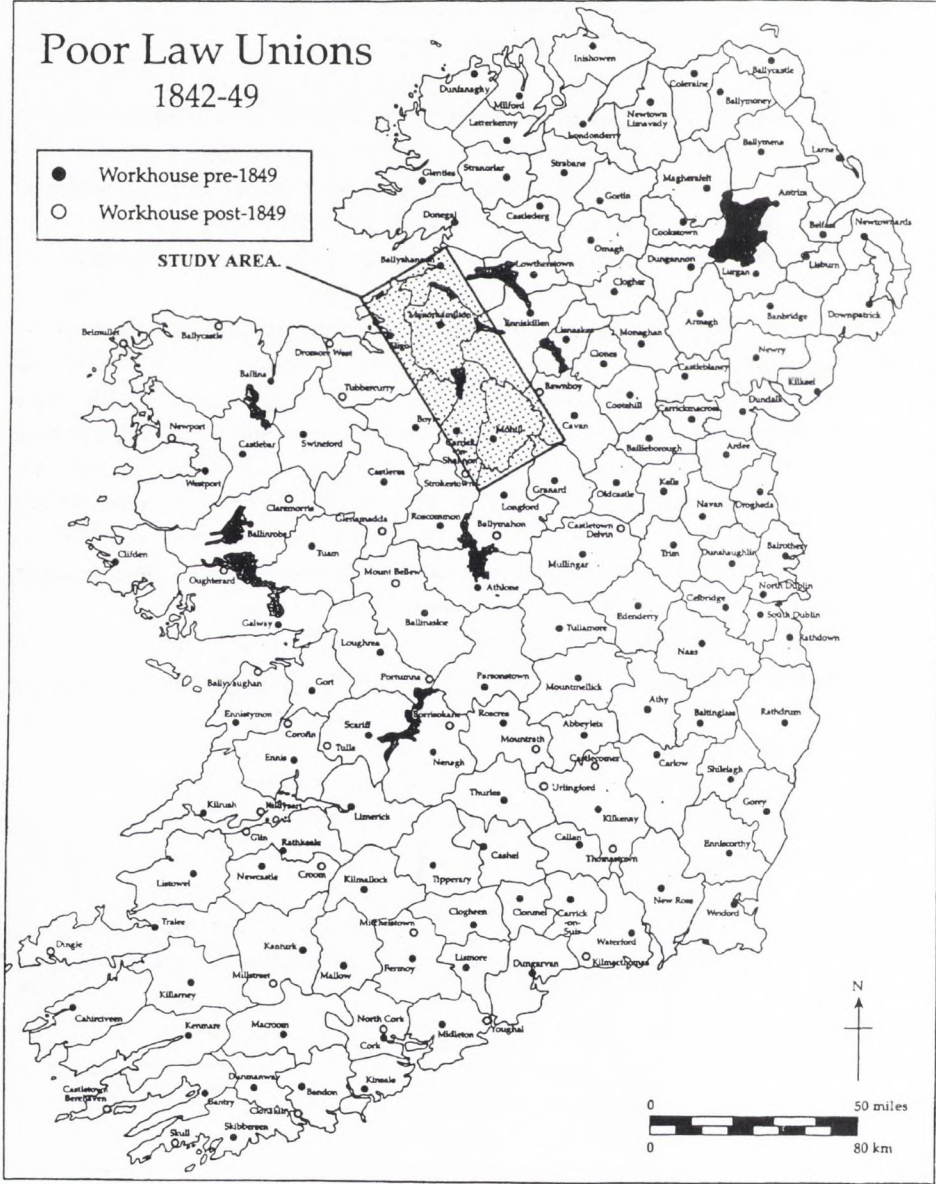 Poor Law Unions
1842-49
Workhouse pre-1849
Workhouse post-1849
STUDY AREA.
Inishowen
Dunfanaghy
Milford
Coleraine
Ballycastle
Ballymoney
Letterkenny
Londonderry
Newtown
Limavady
Ballymena
Larne
Glenties
Stranorlar
Strabane
Magherafelt
Gortin
Antrim
Donegal
Castlederg
Cookstown
Belfast
Newtownards
Omagh
Dungannon
Ballyshannon
Lowtherstown
Lurgan
Lisburn
Clogher
Manorhamilton
Enniskillen
Armagh
Banbridge
Downpatrick
Belmullet
Ballycastle
Sligo
Lisnaskea
Monaghan
Dromore West
Clones
Newry
Castleblaney
Kilkeel
Ballina
Tubbercurry
Bawnboy
Cootehill
Carrickmacross
Dundalk
Newport
Boyle
Mohill
Cavan
Castlebar
Swineford
Carrick
on
Shannon
Bailieborough
Ardee
Westport
Castlerea
Strokestown
Granard
Oldcastle
Kells
Claremorris
Longford
Navan
Drogheda
Glenamadda
Roscommon
Ballymahon
Castletown
Delvin
Ballinrobe
Clifden
Tuam
Mullingar
Trim
Dunshaughlin
Balrothery
Oughterard
Mount Bellew
Athlone
North Dublin
Celbridge
Galway
Ballinasloe
Edenderry
South Dublin
Tullamore
Rathdown
Loughrea
Naas
Portumna
Parsonstown
Mountmellick
Ballyvaughan
Gort
Athy
Baltinglass
Rathdrum
Ennistymon
Scariff
Borrisokane
Roscrea
Abbeyleix
Corofin
Tulla
Mountrath
Ennis
Nenagh
Castlecomer
Carlow
Shilelagh
Thurles
Urlingford
Kilrush
Limerick
Kilkenny
Gorey
Glin
Rathkeale
Callan
Cashel
Enniscorthy
Thomastown
Listowel
Newcastle
Croom
Kilmallock
Tipperary
New Ross
Clogheen
Clonmel
Carrick
-on-
Suir
Wexford
Tralee
Mitchelstown
Dingle
Waterford
Kanturk
Kilmacthomas
Millstreet
Mallow
Fermoy
Lismore
Dungarvan
Killarney
Cahirciveen
North Cork
Kenmare
Macroom
Youghal
Cork
Middleton
Castletown
Berehaven
Dunmanway
Kinsale
Bandon
Bantry
Clonakilty
Skull
Skibbereen
N
0
50 miles
0
80 km